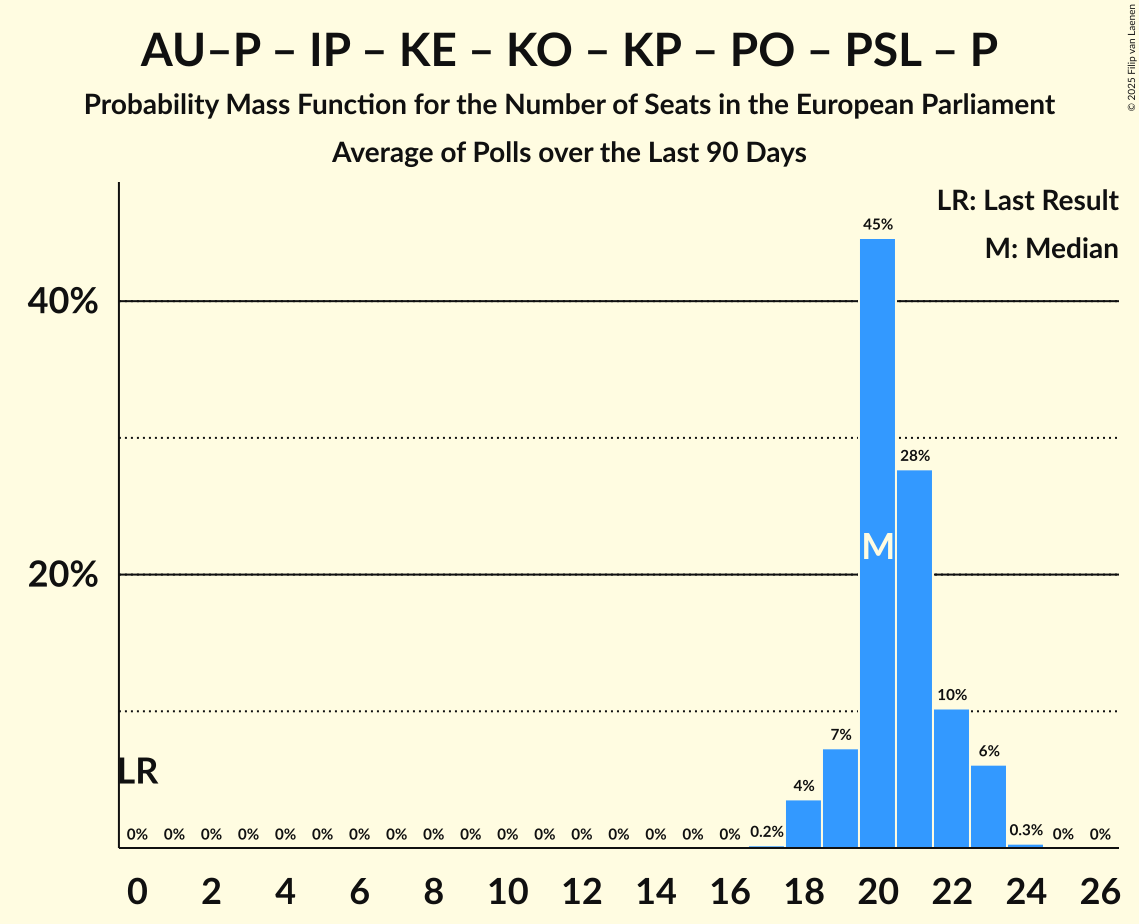 AU–P – IP – KE – KO – KP – PO – PSL – P
Probability Mass Function for the Number of Seats in the European Parliament
Average of Polls over the Last 90 Days
© 2025 Filip van Laenen
LR: Last Result
M: Median
40%
20%
45%
28%
M
10%
7%
6%
4%
LR
0% 0% 0% 0% 0% 0% 0% 0% 0% 0% 0% 0% 0% 0% 0% 0% 0% 0.2% 0.3% 0% 0%
0 2 4 6 8 10 12 14 16 18 20 22 24 26